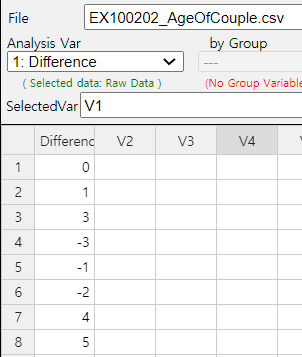 File EX100202_AgeOfCouple.csv
Analysis Var by Group
1: Difference ---
( Selected data: Raw Data ) (No Group Variable
SelectedVar V1
Differenc V2 V3 V4
1 0
2 1
3 3
4 -3
5 -1
6 -2
7 4
8 5